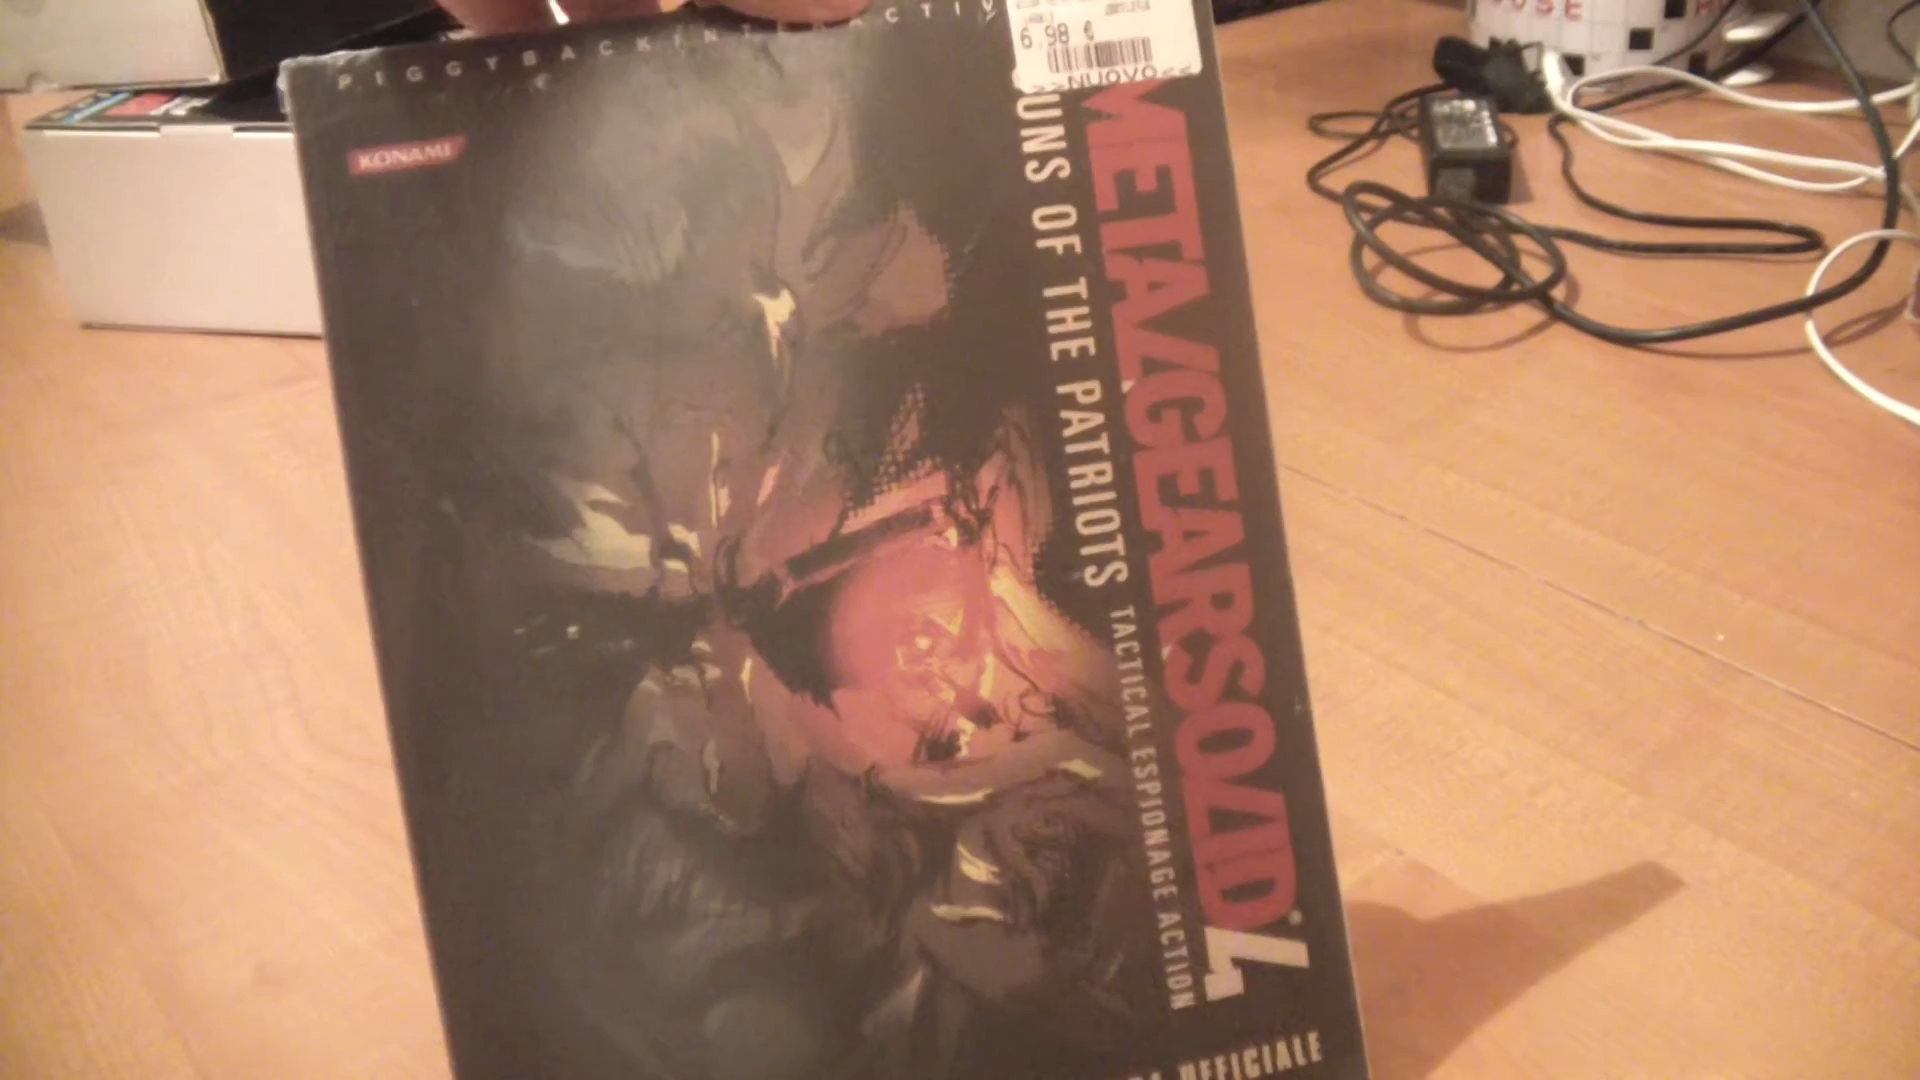 PIGGYBACKINTERACTIV
KONAMI
6,98 €
>>NUOVO<<
METAL GEAR SOLID 4
UNS OF THE PATRIOTS
TACTICAL ESPIONAGE ACTION
UFFICIALE